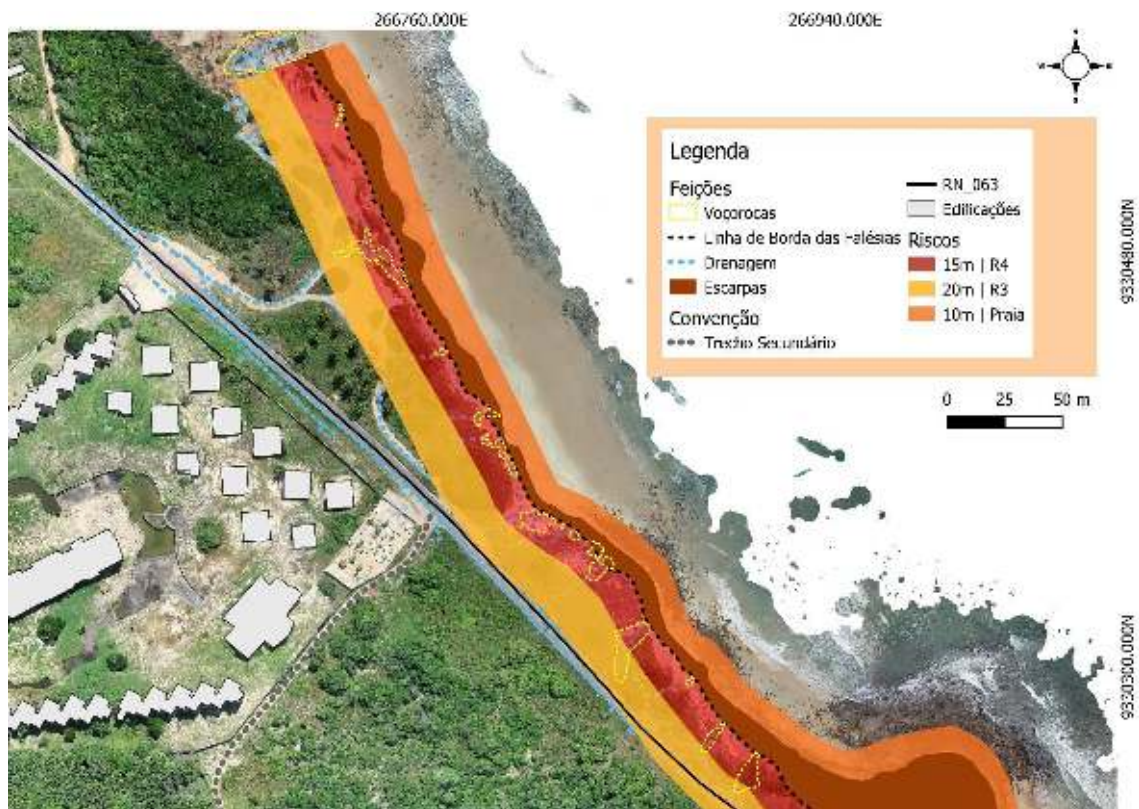 266760.000E
266940.000E
Legenda
Feições
Voçorocas
Linha de Borda das Falésias
Drenagem
Escarpas
Convenção
Trecho Secundário
RN_063
Edificações
Riscos
15m | R4
20m | R3
10m | Praia
9330480.000N
0 25 50 m
9330300.000N